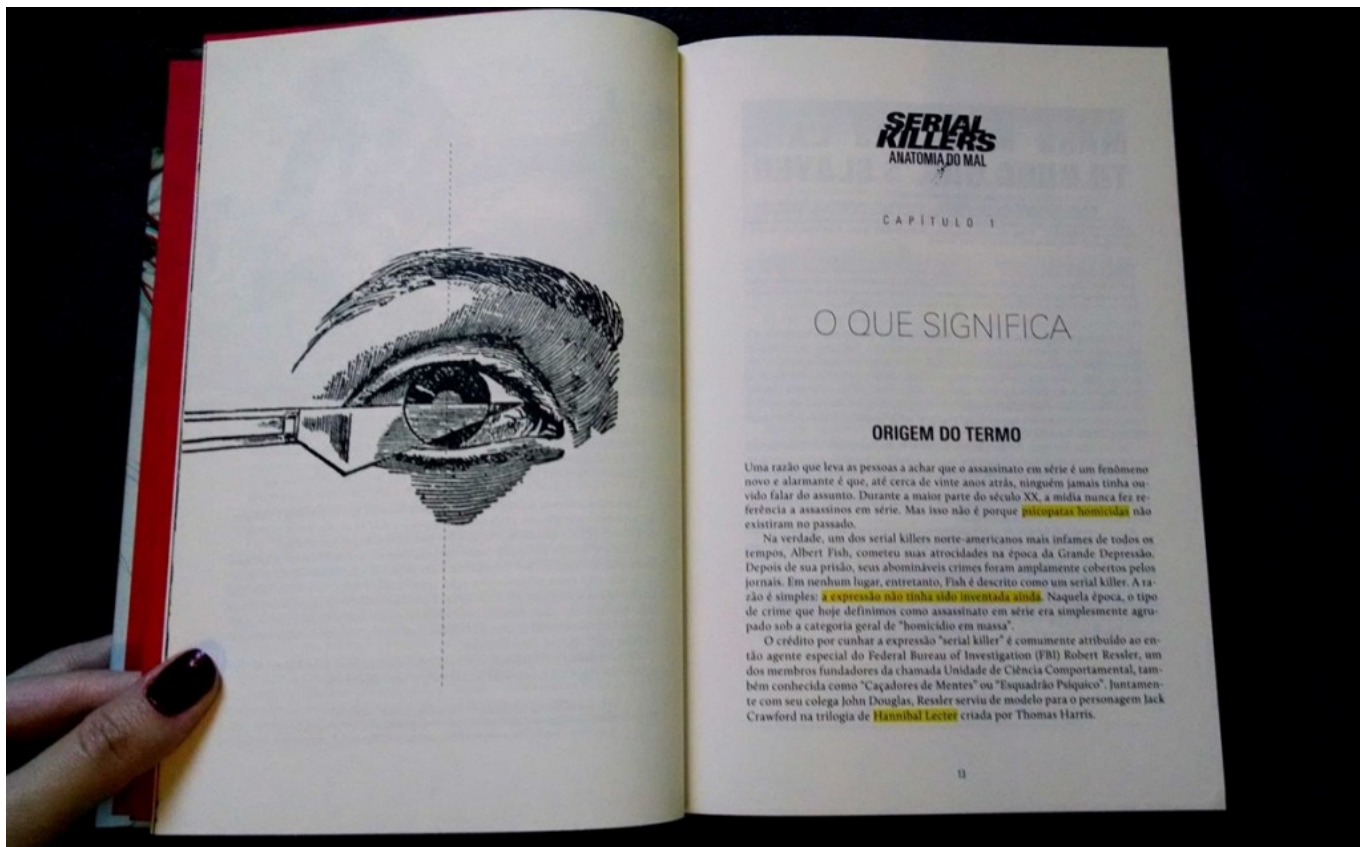 SERIAL
KILLERS
ANATOMIA DO MAL
CAPÍTULO 1
O QUE SIGNIFICA
ORIGEM DO TERMO
Uma razão que leva as pessoas a achar que o assassinato em série é um fenômeno
novo e alarmante é que, até cerca de vinte anos atrás, ninguém jamais tinha ou-
vido falar do assunto. Durante a maior parte do século XX, a mídia nunca fez re-
ferência a assassinos em série. Mas isso não é porque psicopatas homicidas não
existiram no passado.
Na verdade, um dos serial killers norte-americanos mais infames de todos os
tempos, Albert Fish, cometeu suas atrocidades na época da Grande Depressão.
Depois de sua prisão, seus abomináveis crimes foram amplamente cobertos pelos
jornais. Em nenhum lugar, entretanto, Fish é descrito como um serial killer. A ra-
zão é simples: a expressão não tinha sido inventada ainda. Naquela época, o tipo
de crime que hoje definimos como assassinato em série era simplesmente agru-
pado sob a categoria geral de "homicídio em massa".
O crédito por cunhar a expressão "serial killer" é comumente atribuído ao en-
tão agente especial do Federal Bureau of Investigation (FBI) Robert Ressler, um
dos membros fundadores da chamada Unidade de Ciência Comportamental, tam-
bém conhecida como "Caçadores de Mentes" ou "Esquadrão Psíquico". Juntamen-
te com seu colega John Douglas, Ressler serviu de modelo para o personagem Jack
Crawford na trilogia de Hannibal Lecter criada por Thomas Harris.
13